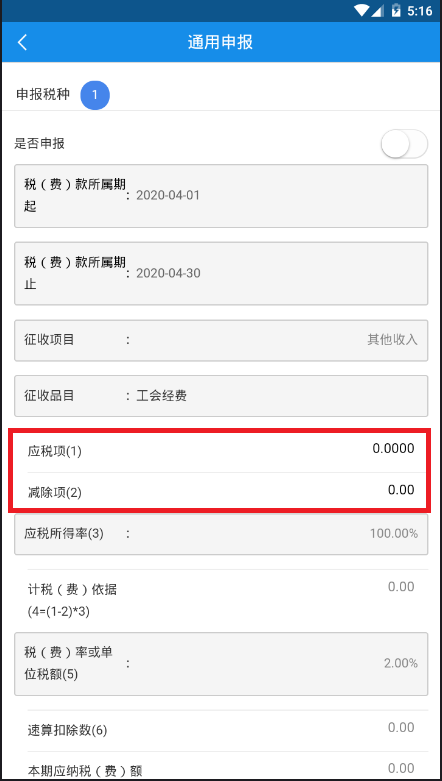 5:16
通用申报
申报税种 1
是否申报
税（费）款所属期
起 : 2020-04-01
税（费）款所属期
止 : 2020-04-30
征收项目 : 其他收入
征收品目 : 工会经费
应税项(1) 0.0000
减除项(2) 0.00
应税所得率(3) : 100.00%
计税（费）依据 0.00
(4=(1-2)*3)
税（费）率或单
位税额(5) : 2.00%
速算扣除数(6) 0.00
本期应纳税（费）额 0.00